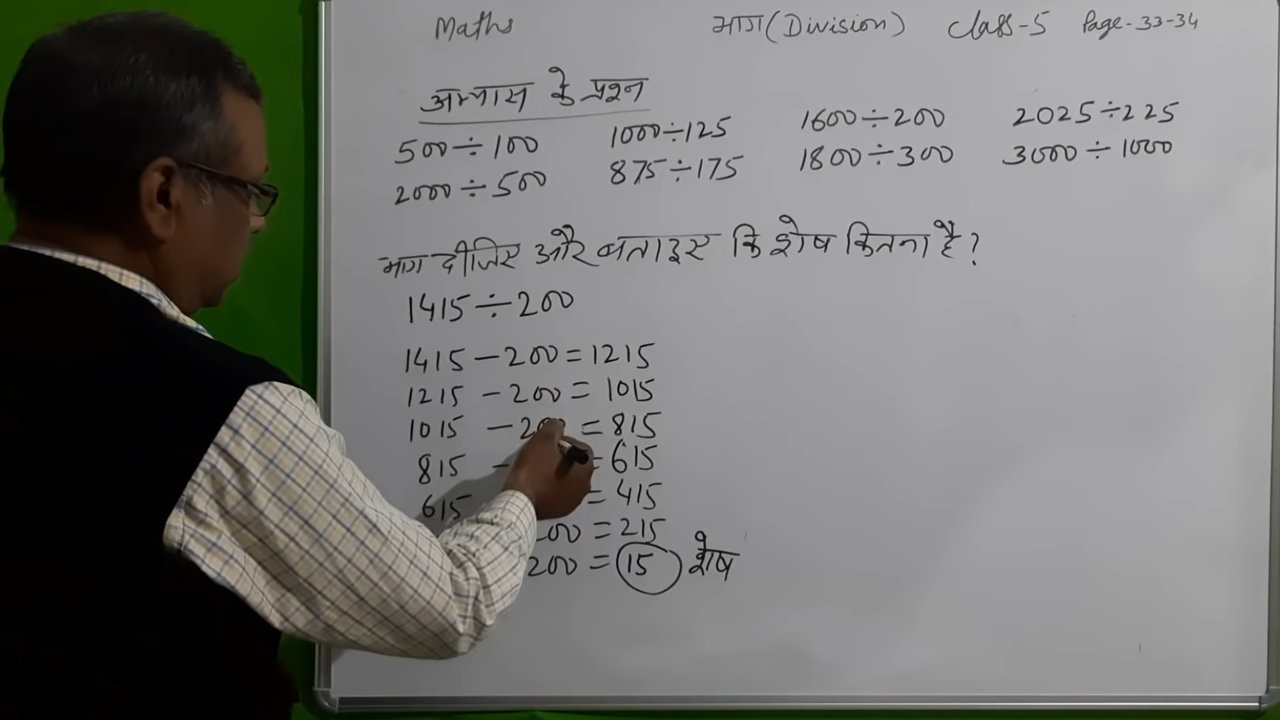 Maths भाग (Division) Class-5 Page-33-34
अभ्यास के प्रश्न
500÷100 1000÷125 1600÷200 2025÷225
2000÷500 875÷175 1800÷300 3000÷1000
भाग दीजिए और बताइए कि शेष कितना है?
1415÷200
1415 - 200 = 1215
1215 - 200 = 1015
1015 - 200 = 815
815 - = 615
615 = 415
200 = 215
200 = 15 शेष